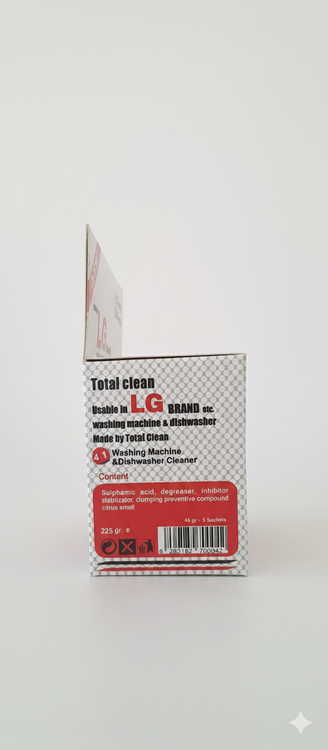 Total clean
Usable in LG BRAND etc.
washing machine & dishwasher
Made by Total Clean
4 1 Washing Machine
&Dishwasher Cleaner
Content
Sulphamic acid, degreaser, inhibitor
stabilizator, clumping preventive compound
citrus smell
45 gr - 5 Sachets
225 gr. e
LG